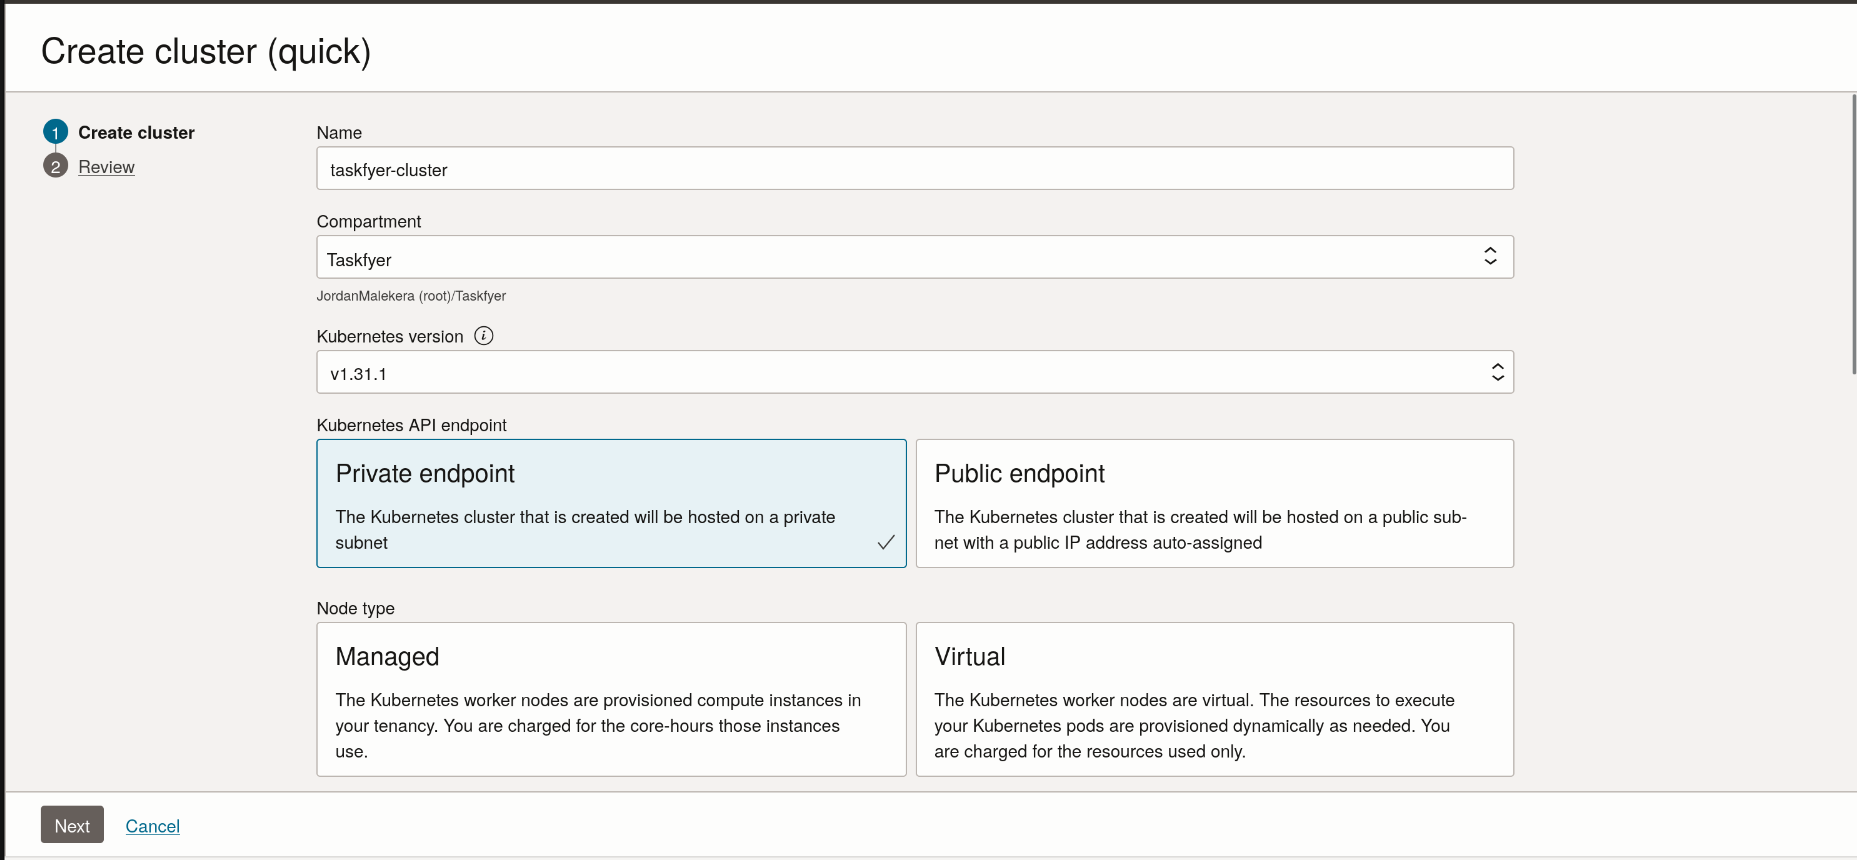 Create cluster (quick)
1 Create cluster
2 Review
Name
taskfyer-cluster
Compartment
Taskfyer
JordanMalekera (root)/Taskfyer
Kubernetes version i
v1.31.1
Kubernetes API endpoint
Private endpoint
The Kubernetes cluster that is created will be hosted on a private
subnet
Public endpoint
The Kubernetes cluster that is created will be hosted on a public sub-
net with a public IP address auto-assigned
Node type
Managed
The Kubernetes worker nodes are provisioned compute instances in
your tenancy. You are charged for the core-hours those instances
use.
Virtual
The Kubernetes worker nodes are virtual. The resources to execute
your Kubernetes pods are provisioned dynamically as needed. You
are charged for the resources used only.
Next
Cancel